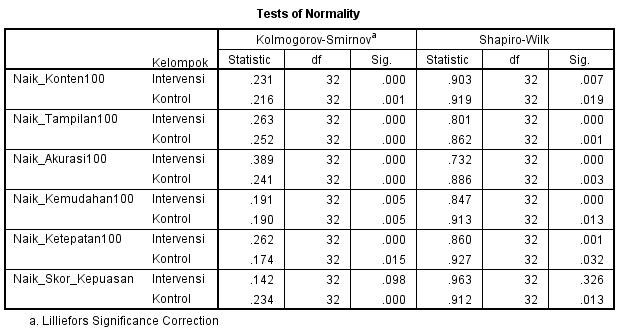 Tests of Normality
Kolmogorov-Smirnovᵃ Shapiro-Wilk
Kelompok Statistic df Sig. Statistic df Sig.
Naik_Konten100 Intervensi .231 32 .000 .903 32 .007
Kontrol .216 32 .001 .919 32 .019
Naik_Tampilan100 Intervensi .263 32 .000 .801 32 .000
Kontrol .252 32 .000 .862 32 .001
Naik_Akurasi100 Intervensi .389 32 .000 .732 32 .000
Kontrol .241 32 .000 .886 32 .003
Naik_Kemudahan100 Intervensi .191 32 .005 .847 32 .000
Kontrol .190 32 .005 .913 32 .013
Naik_Ketepatan100 Intervensi .262 32 .000 .860 32 .001
Kontrol .174 32 .015 .927 32 .032
Naik_Skor_Kepuasan Intervensi .142 32 .098 .963 32 .326
Kontrol .234 32 .000 .912 32 .013
a. Lilliefors Significance Correction